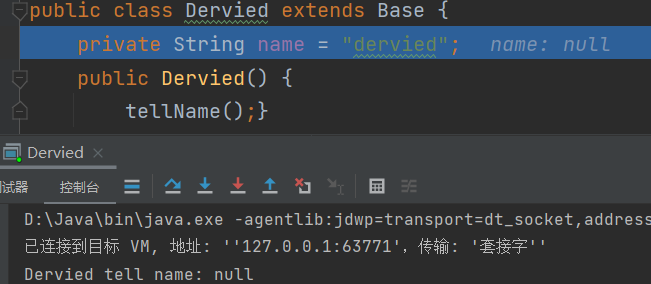 public class Dervied extends Base {
private String name = "dervied";  name: null
public Dervied() {
tellName();}
Dervied ×
试器 控制台
D:\Java\bin\java.exe -agentlib:jdwp=transport=dt_socket,address
已连接到目标 VM, 地址: ''127.0.0.1:63771', 传输: '套接字''
Dervied tell name: null